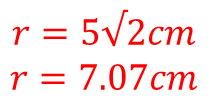 r = 5√2cm
r = 7.07cm